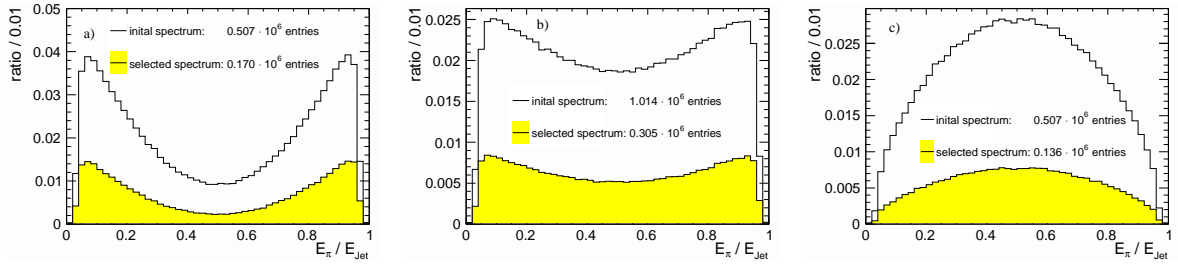 ratio / 0.01
0.05
0.04
0.03
0.02
0.01
0
a)
inital spectrum: 0.507 · 10⁶ entries
selected spectrum: 0.170 · 10⁶ entries
0 0.2 0.4 0.6 0.8 1
E_π / E_Jet
ratio / 0.01
0.025
0.02
0.015
0.01
0.005
0
b)
inital spectrum: 1.014 · 10⁶ entries
selected spectrum: 0.305 · 10⁶ entries
0 0.2 0.4 0.6 0.8 1
E_π / E_Jet
ratio / 0.01
0.025
0.02
0.015
0.01
0.005
0
c)
inital spectrum: 0.507 · 10⁶ entries
selected spectrum: 0.136 · 10⁶ entries
0 0.2 0.4 0.6 0.8 1
E_π / E_Jet